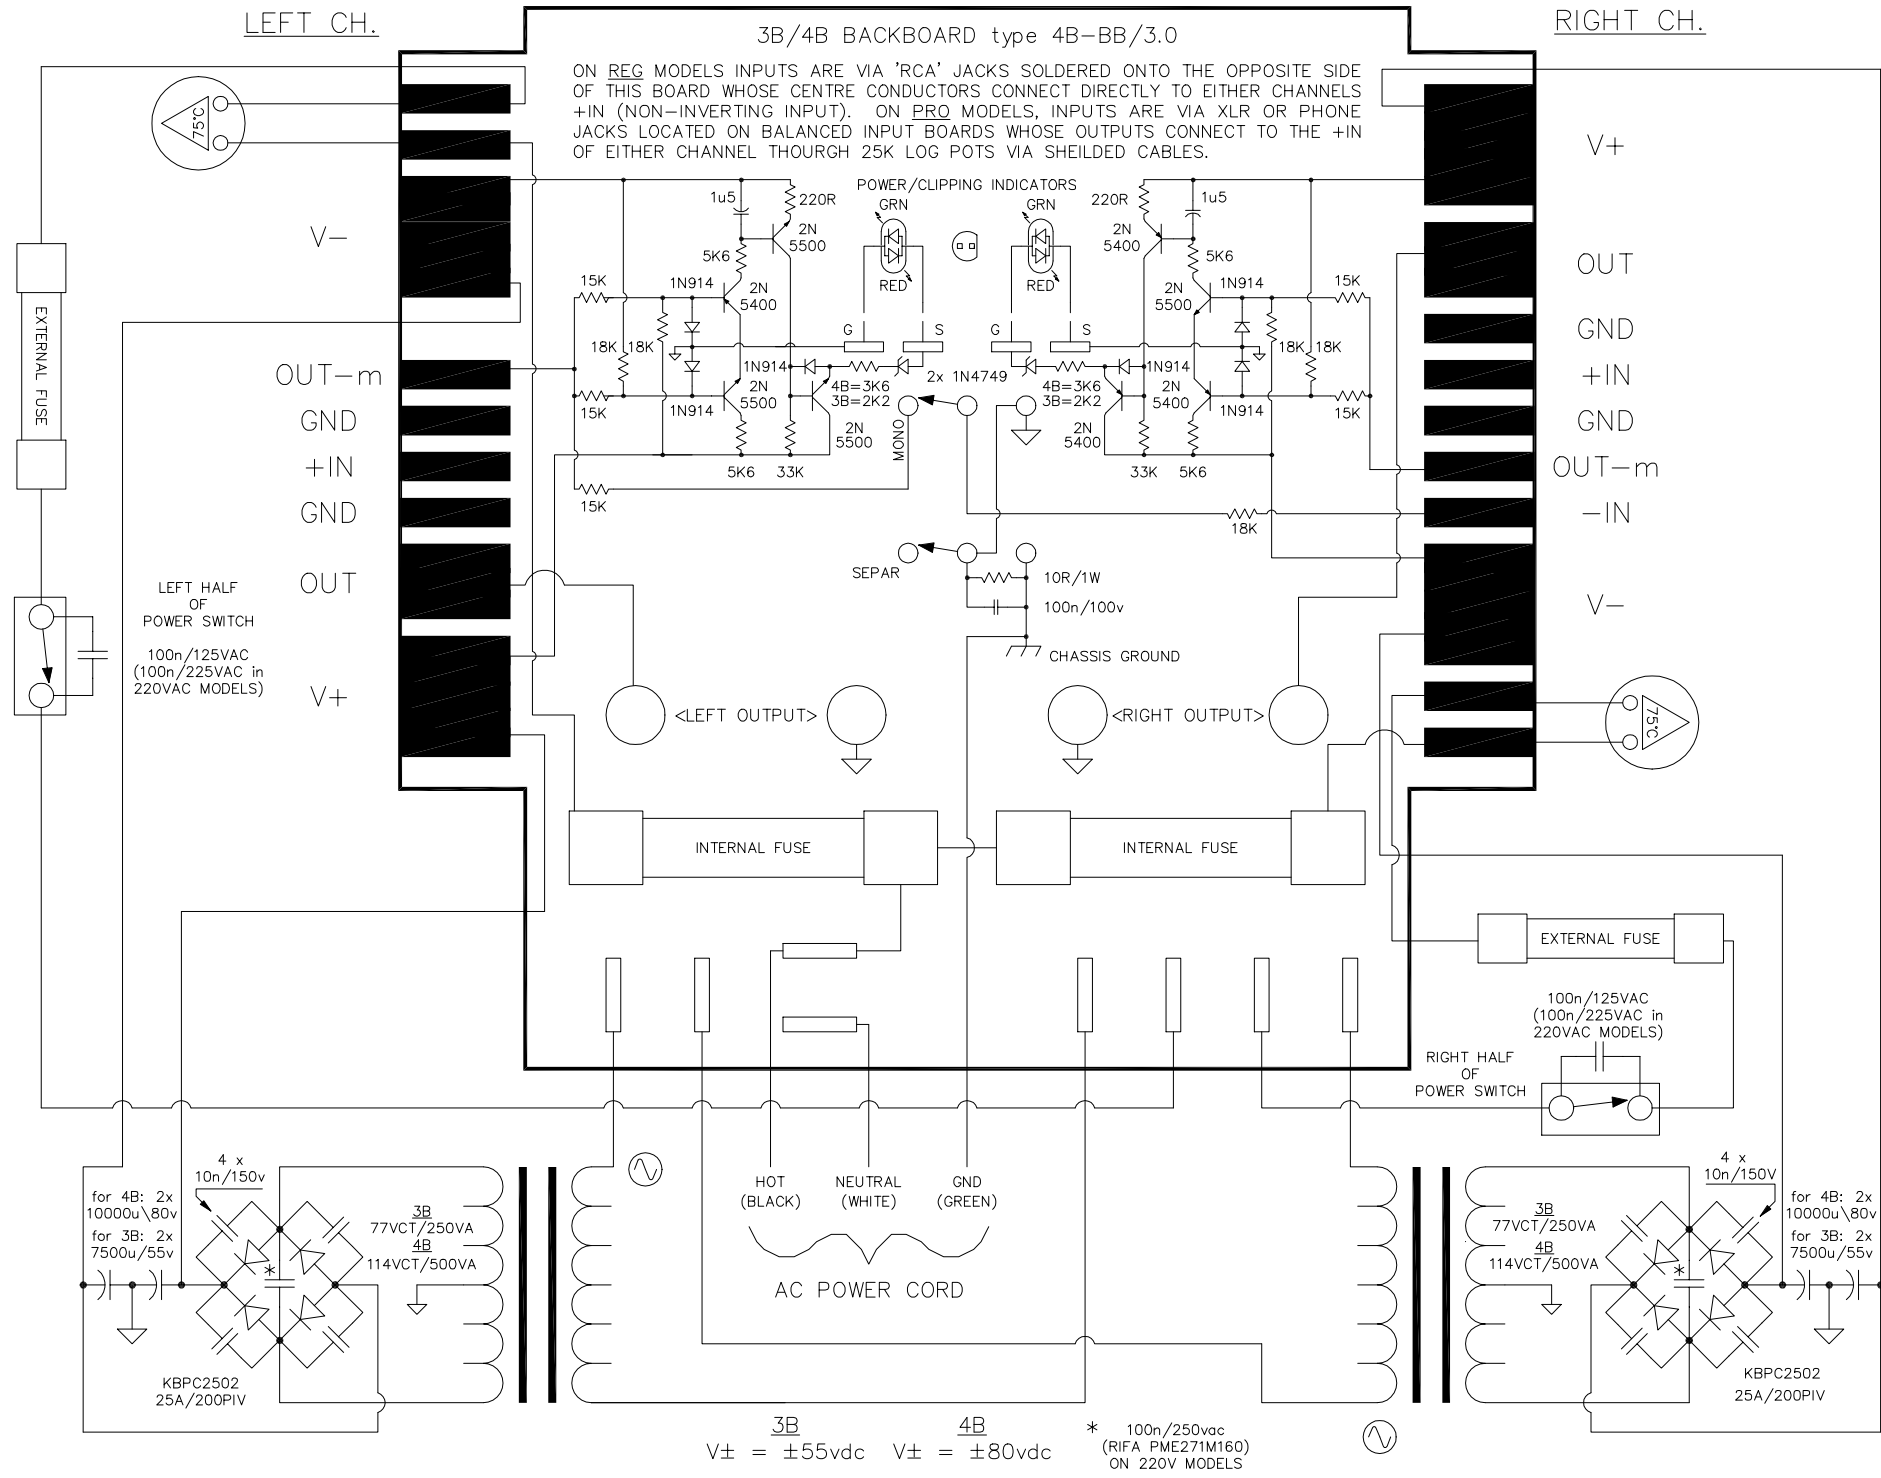 LEFT CH.
RIGHT CH.
3B/4B BACKBOARD type 4B-BB/3.0
ON REG MODELS INPUTS ARE VIA 'RCA' JACKS SOLDERED ONTO THE OPPOSITE SIDE
OF THIS BOARD WHOSE CENTRE CONDUCTORS CONNECT DIRECTLY TO EITHER CHANNELS
+IN (NON-INVERTING INPUT). ON PRO MODELS, INPUTS ARE VIA XLR OR PHONE
JACKS LOCATED ON BALANCED INPUT BOARDS WHOSE OUTPUTS CONNECT TO THE +IN
OF EITHER CHANNEL THOURGH 25K LOG POTS VIA SHEILDED CABLES.
75°C
V-
OUT-m
GND
+IN
GND
OUT
V+
EXTERNAL FUSE
LEFT HALF
OF
POWER SWITCH
100n/125VAC
(100n/225VAC in
220VAC MODELS)
POWER/CLIPPING INDICATORS
1u5
220R
2N
5500
5K6
15K
1N914
2N
5400
18K
18K
15K
1N914
1N914
2N
5500
4B=3K6
3B=2K2
2N
5500
5K6
33K
15K
GRN
RED
G
S
2x 1N4749
MONO
SEPAR
GRN
RED
G
S
220R
1u5
2N
5400
5K6
1N914
15K
2N
5500
18K
18K
1N914
4B=3K6
3B=2K2
2N
5400
1N914
15K
2N
5400
33K
5K6
18K
10R/1W
100n/100v
CHASSIS GROUND
<LEFT OUTPUT>
<RIGHT OUTPUT>
INTERNAL FUSE
INTERNAL FUSE
V+
OUT
GND
+IN
GND
OUT-m
-IN
V-
75°C
EXTERNAL FUSE
100n/125VAC
(100n/225VAC in
220VAC MODELS)
RIGHT HALF
OF
POWER SWITCH
4 x
10n/150v
for 4B: 2x
10000u\80v
for 3B: 2x
7500u/55v
*
3B
77VCT/250VA
4B
114VCT/500VA
KBPC2502
25A/200PIV
HOT
(BLACK)
NEUTRAL
(WHITE)
GND
(GREEN)
AC POWER CORD
3B
77VCT/250VA
4B
114VCT/500VA
4 x
10n/150V
for 4B: 2x
10000u\80v
for 3B: 2x
7500u/55v
*
KBPC2502
25A/200PIV
3B
V± = ±55vdc
4B
V± = ±80vdc
* 100n/250vac
(RIFA PME271M160)
ON 220V MODELS